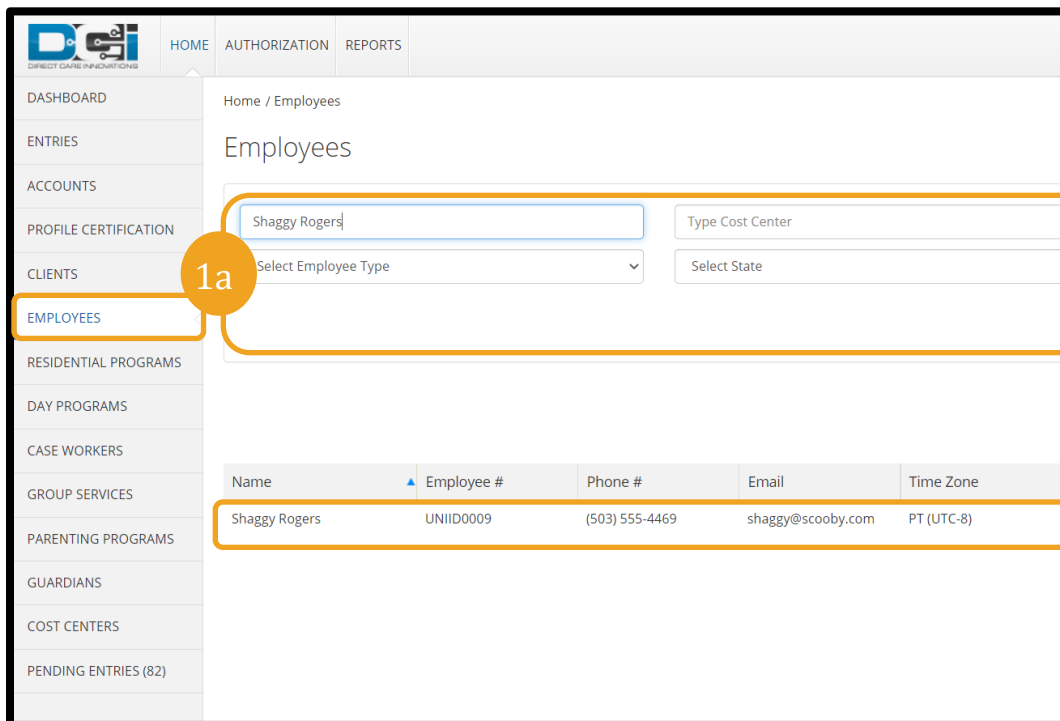 DCi
DIRECT CARE INNOVATIONS
HOME AUTHORIZATION REPORTS
DASHBOARD
ENTRIES
ACCOUNTS
PROFILE CERTIFICATION
CLIENTS
EMPLOYEES
RESIDENTIAL PROGRAMS
DAY PROGRAMS
CASE WORKERS
GROUP SERVICES
PARENTING PROGRAMS
GUARDIANS
COST CENTERS
PENDING ENTRIES (82)
Home / Employees
Employees
Shaggy Rogers Type Cost Center
1a
Select Employee Type Select State
Name Employee # Phone # Email Time Zone
Shaggy Rogers UNIID0009 (503) 555-4469 shaggy@scooby.com PT (UTC-8)